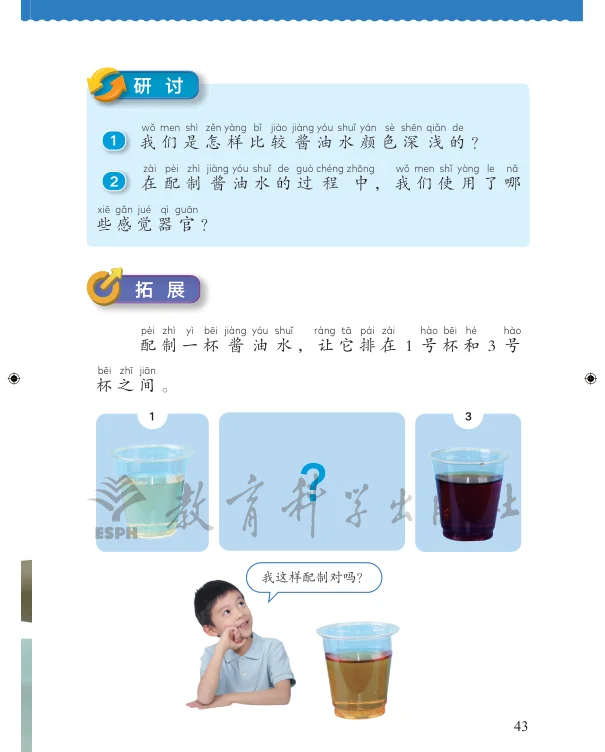 研讨
wǒ men shì zěn yàng bǐ jiào jiàng yóu shuǐ yán sè shēn qiǎn de
1 我们是怎样比较酱油水颜色深浅的？
zài pèi zhì jiàng yóu shuǐ de guò chéng zhōng wǒ men shǐ yòng le nǎ
2 在配制酱油水的过程中，我们使用了哪
xiē gǎn jué qì guān
些感觉器官？
拓展
pèi zhì yì bēi jiàng yóu shuǐ ràng tā pái zài hào bēi hé hào
配制一杯酱油水，让它排在1号杯和3号
bēi zhī jiān
杯之间。
1
3
?
ESPH 教育科学出版社
我这样配制对吗？
43